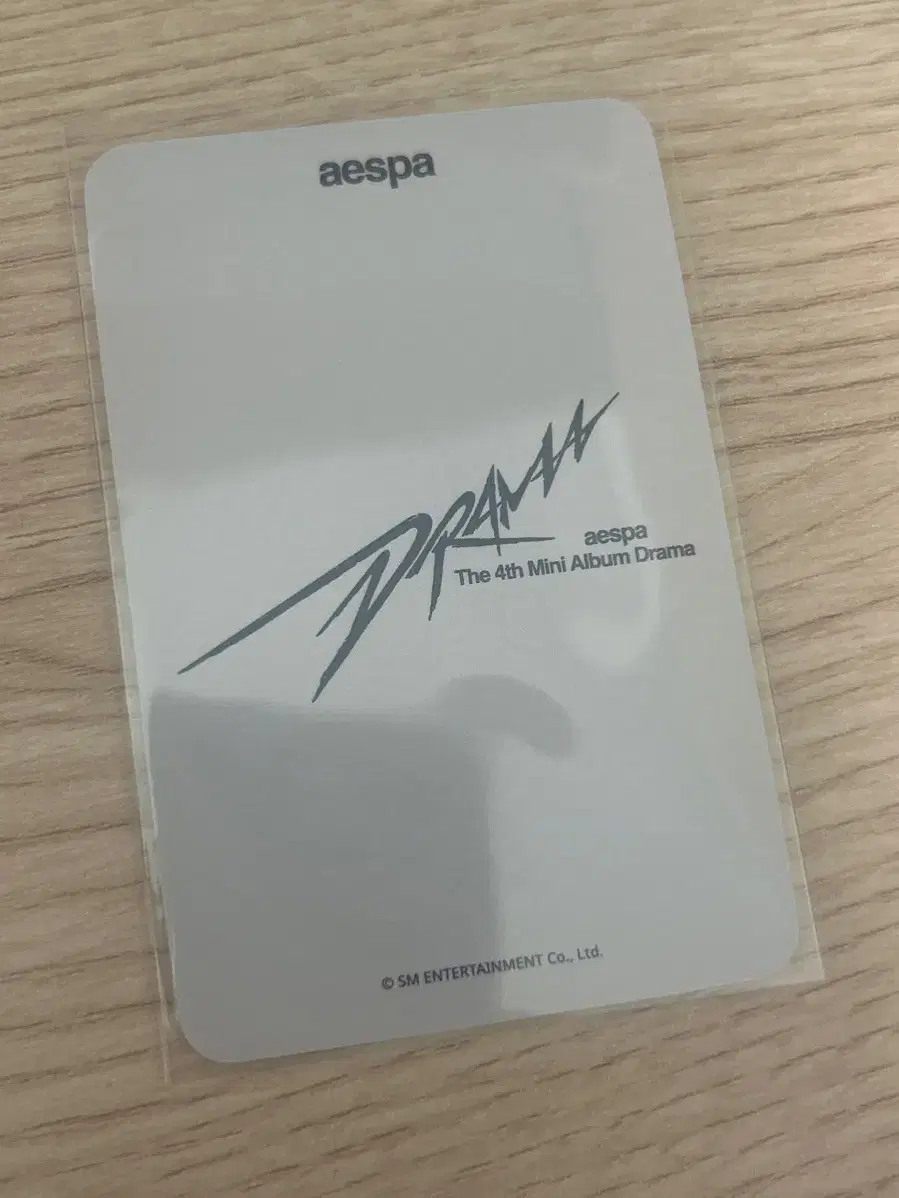 aespa
DRAMA
aespa
The 4th Mini Album Drama
© SM ENTERTAINMENT Co., Ltd.